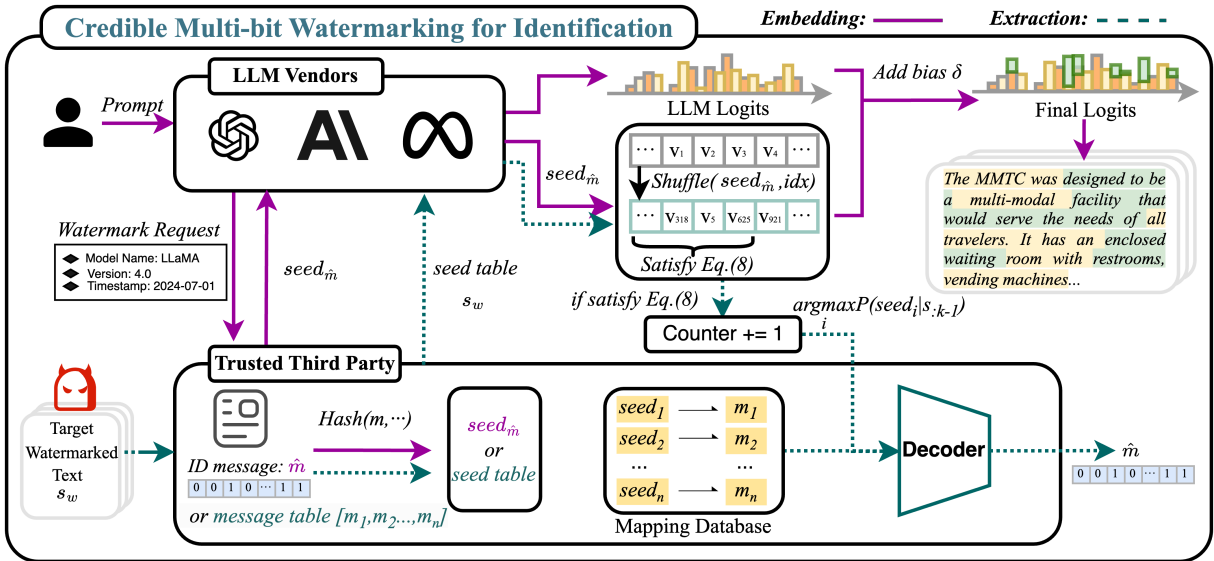 Credible Multi-bit Watermarking for Identification
Embedding:
Extraction:
LLM Vendors
Prompt
LLM Logits
Add bias δ
Final Logits
... v1 v2 v3 v4 ...
Shuffle( seed_m̂ ,idx)
... v318 v5 v625 v921 ...
Satisfy Eq.(8)
seed_m̂
The MMTC was designed to be
a multi-modal facility that
would serve the needs of all
travelers. It has an enclosed
waiting room with restrooms,
vending machines...
Watermark Request
Model Name: LLaMA
Version: 4.0
Timestamp: 2024-07-01
seed_m̂
seed table
s_w
if satisfy Eq.(8)
Counter += 1
argmaxP(seed_i|s_:k-1)
i
Trusted Third Party
Target
Watermarked
Text
s_w
ID message: m̂
0 0 1 0 ... 1 1
or message table [m1,m2...,mn]
Hash(m,···)
seed_m̂
or
seed table
seed1 m1
seed2 m2
... ...
seedn mn
Mapping Database
Decoder
m̂
0 0 1 0 ... 1 1